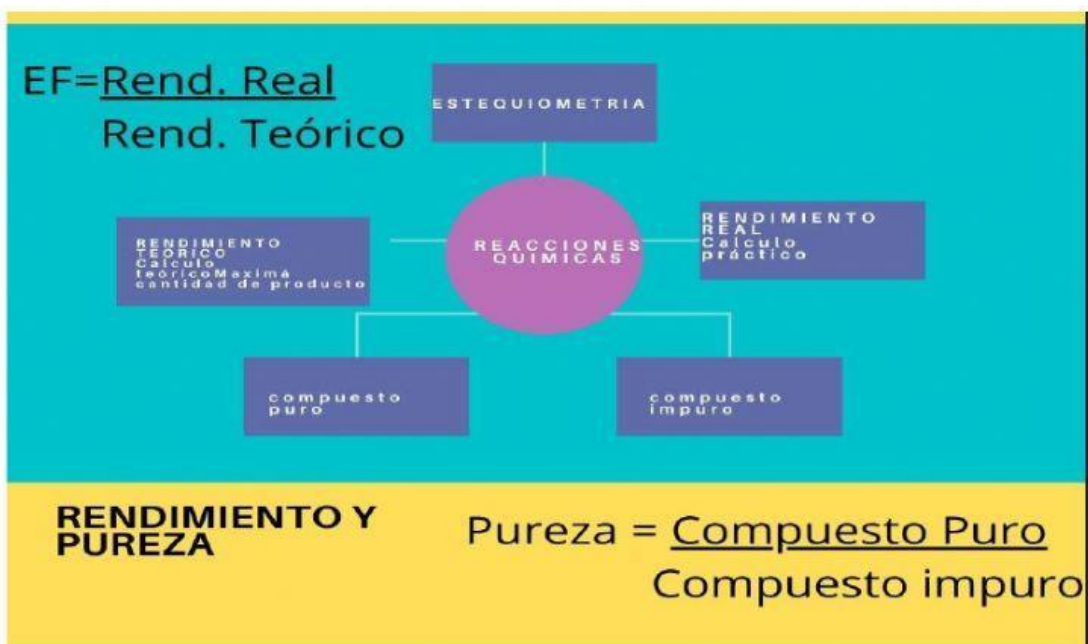 EF=Rend. Real
Rend. Teórico
ESTEQUIOMETRIA
RENDIMIENTO
TEÓRICO
Calculo
teóricoMaximá
cantidad de producto
REACCIONES
QUIMICAS
RENDIMIENTO
REAL
Calculo
práctico
compuesto
puro
compuesto
impuro
RENDIMIENTO Y
PUREZA
Pureza = Compuesto Puro
Compuesto impuro